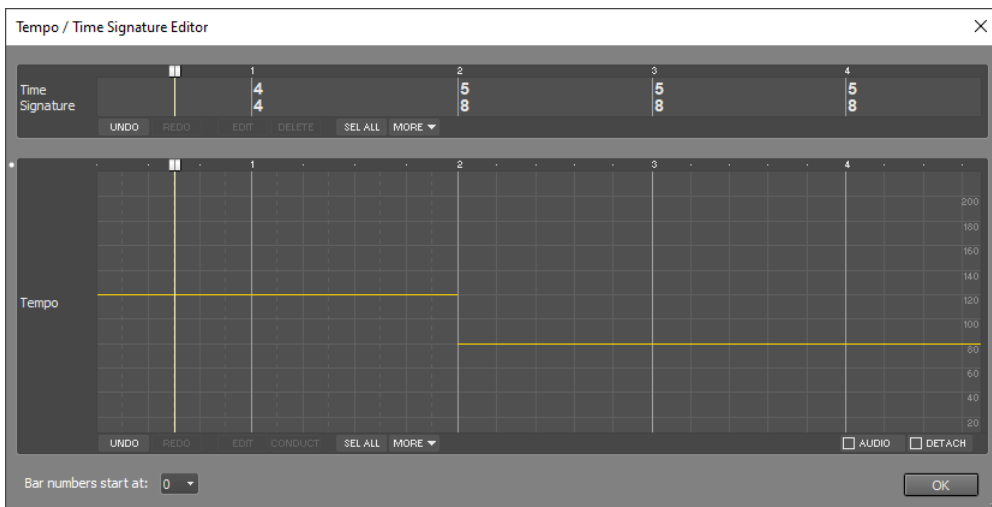 Tempo / Time Signature Editor
1 2 3 4
Time
Signature
4 5 5 5
4 8 8 8
UNDO REDO EDIT DELETE SEL ALL MORE
1 2 3 4
200
180
160
140
Tempo
120
100
80
60
40
20
UNDO REDO EDIT CONDUCT SEL ALL MORE AUDIO DETACH
Bar numbers start at: 0 OK